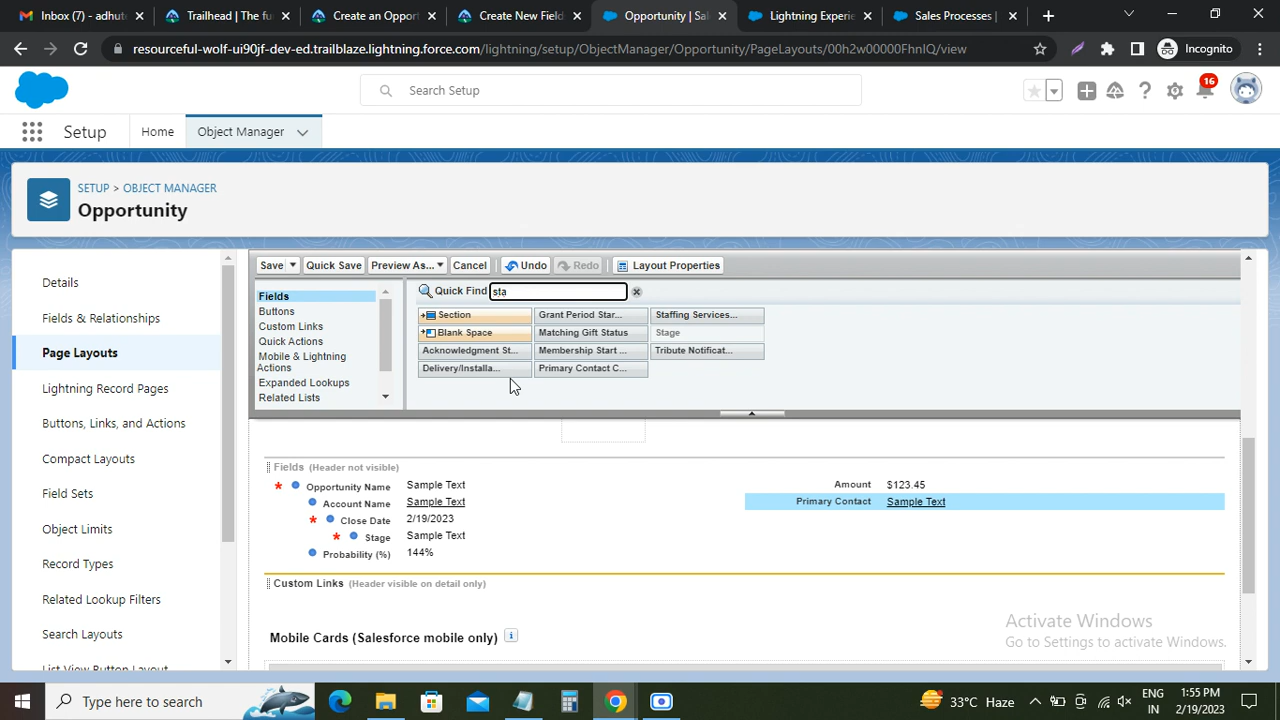 Inbox (7) - adhuta
Trailhead | The fu
Create an Opport
Create New Field
Opportunity | Sal
Lightning Experie
Sales Processes |
resourceful-wolf-ui90jf-dev-ed.trailblaze.lightning.force.com/lightning/setup/ObjectManager/Opportunity/PageLayouts/00h2w00000FhnIQ/view
Incognito
Search Setup
16
Setup
Home
Object Manager
SETUP > OBJECT MANAGER
Opportunity
Details
Fields & Relationships
Page Layouts
Lightning Record Pages
Buttons, Links, and Actions
Compact Layouts
Field Sets
Object Limits
Record Types
Related Lookup Filters
Search Layouts
List View Button Layout
Save
Quick Save
Preview As...
Cancel
Undo
Redo
Layout Properties
Fields
Buttons
Custom Links
Quick Actions
Mobile & Lightning
Actions
Expanded Lookups
Related Lists
Quick Find sta
Section
Grant Period Star...
Staffing Services...
Blank Space
Matching Gift Status
Stage
Acknowledgment St...
Membership Start ...
Tribute Notificat...
Delivery/Installa...
Primary Contact C...
Fields (Header not visible)
* Opportunity Name Sample Text
Amount $123.45
Account Name Sample Text
Primary Contact Sample Text
* Close Date 2/19/2023
* Stage Sample Text
Probability (%) 144%
Custom Links (Header visible on detail only)
Mobile Cards (Salesforce mobile only) i
Activate Windows
Go to Settings to activate Windows.
Type here to search
33°C Haze
ENG
IN
1:55 PM
2/19/2023